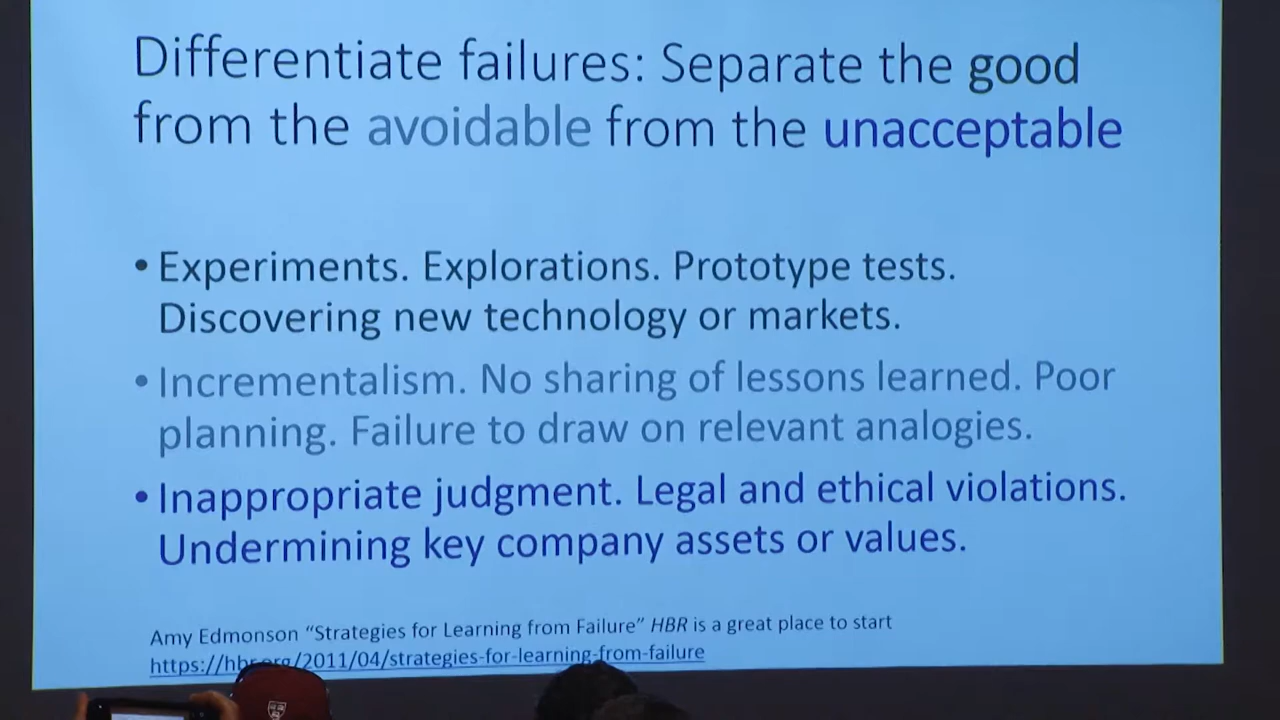 Differentiate failures: Separate the good
from the avoidable from the unacceptable
• Experiments. Explorations. Prototype tests.
Discovering new technology or markets.
• Incrementalism. No sharing of lessons learned. Poor
planning. Failure to draw on relevant analogies.
• Inappropriate judgment. Legal and ethical violations.
Undermining key company assets or values.
Amy Edmonson “Strategies for Learning from Failure” HBR is a great place to start
https://hbr.org/2011/04/strategies-for-learning-from-failure